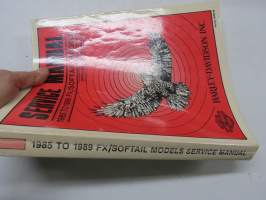 SERVICE MANUAL
HARLEY-DAVIDSON INC.
1985 TO 1989 FX/SOFTAIL MODELS SERVICE MANUAL